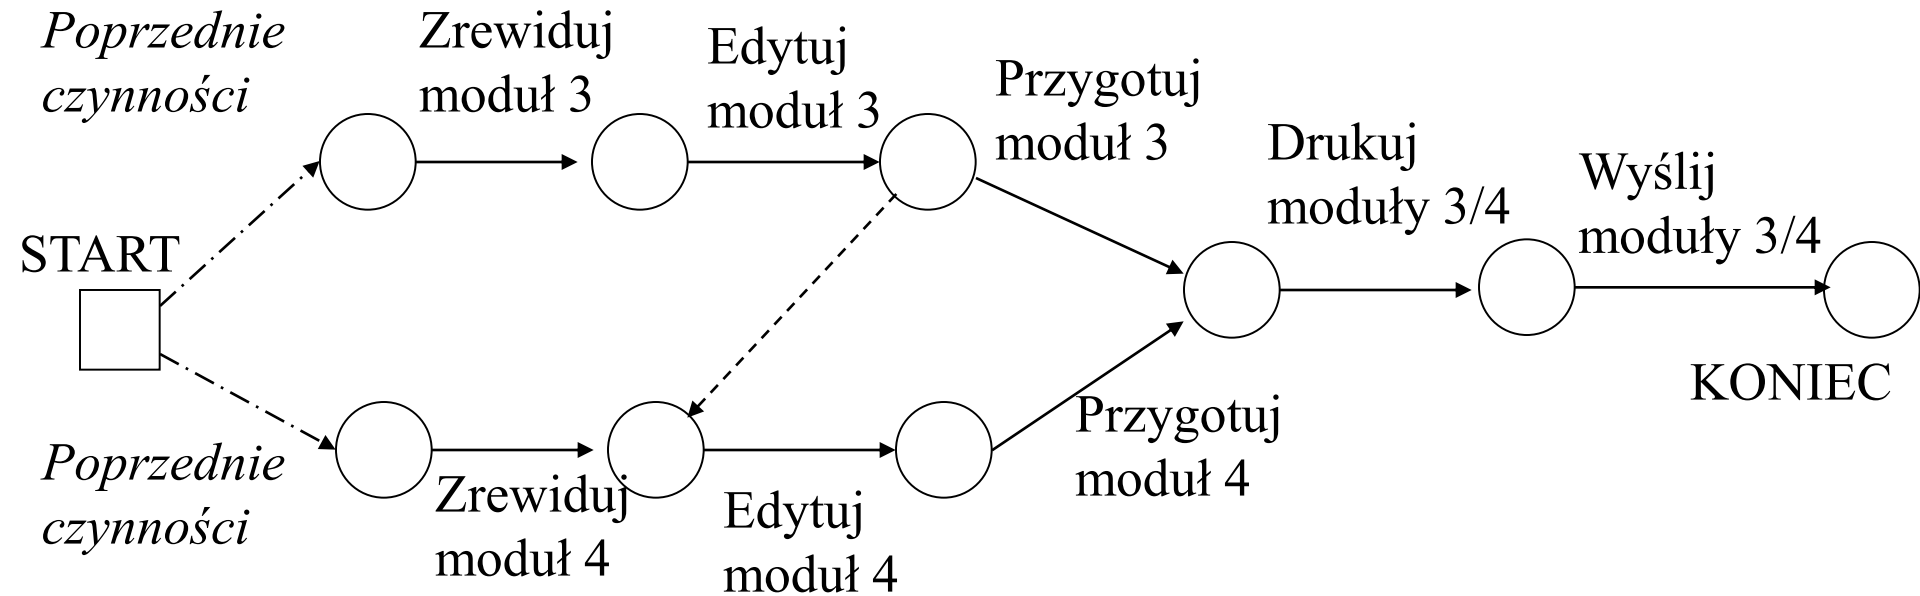 Poprzednie
czynności
Zrewiduj
moduł 3
Edytuj
moduł 3
Przygotuj
moduł 3
Drukuj
moduły 3/4
Wyślij
moduły 3/4
START
KONIEC
Poprzednie
czynności
Zrewiduj
moduł 4
Edytuj
moduł 4
Przygotuj
moduł 4